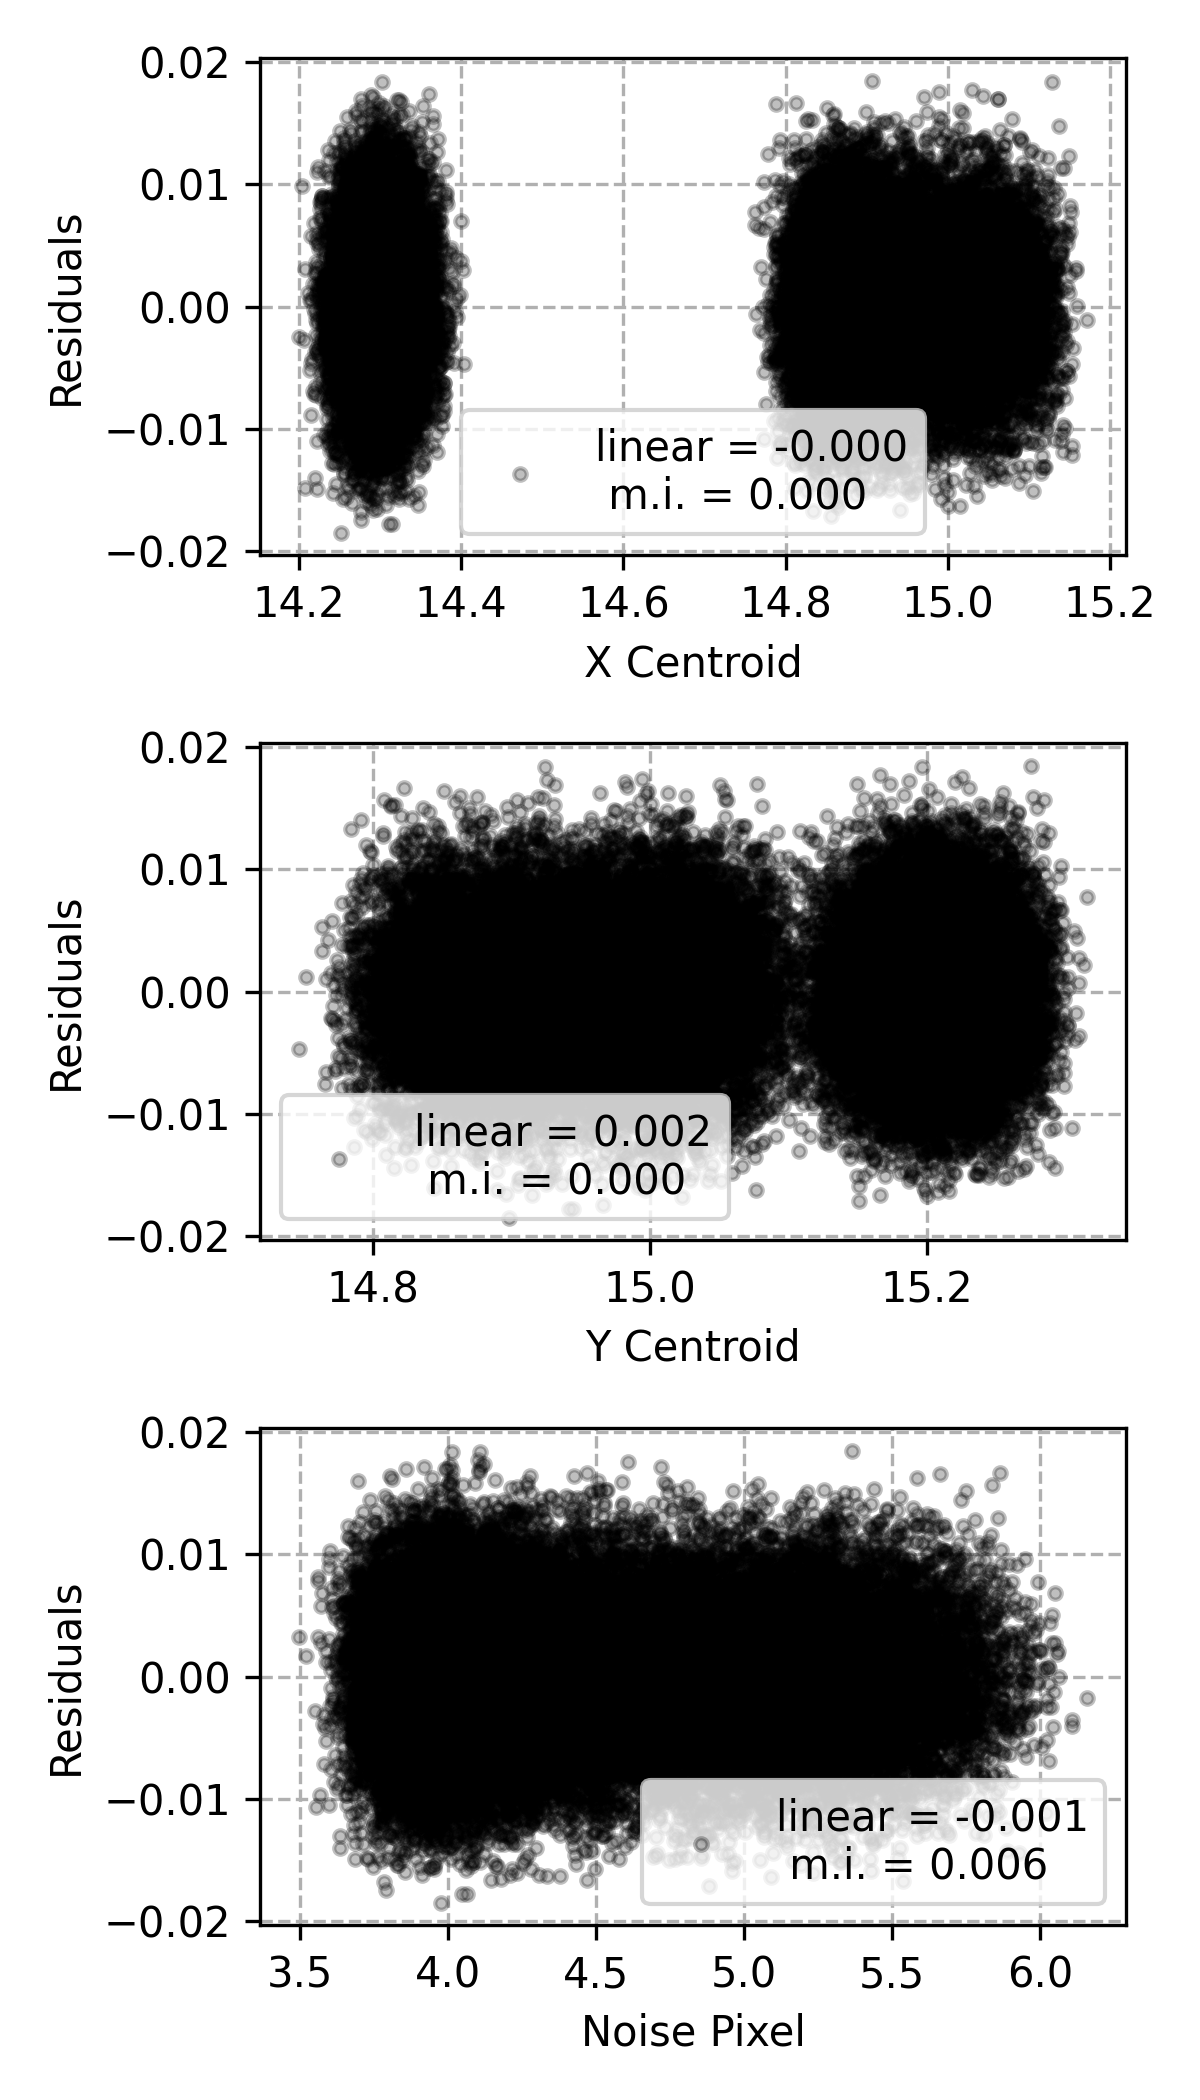 0.02
0.01
0.00
−0.01
−0.02
Residuals
linear = -0.000
m.i. = 0.000
14.2 14.4 14.6 14.8 15.0 15.2
X Centroid
0.02
0.01
0.00
−0.01
−0.02
Residuals
linear = 0.002
m.i. = 0.000
14.8 15.0 15.2
Y Centroid
0.02
0.01
0.00
−0.01
−0.02
Residuals
linear = -0.001
m.i. = 0.006
3.5 4.0 4.5 5.0 5.5 6.0
Noise Pixel